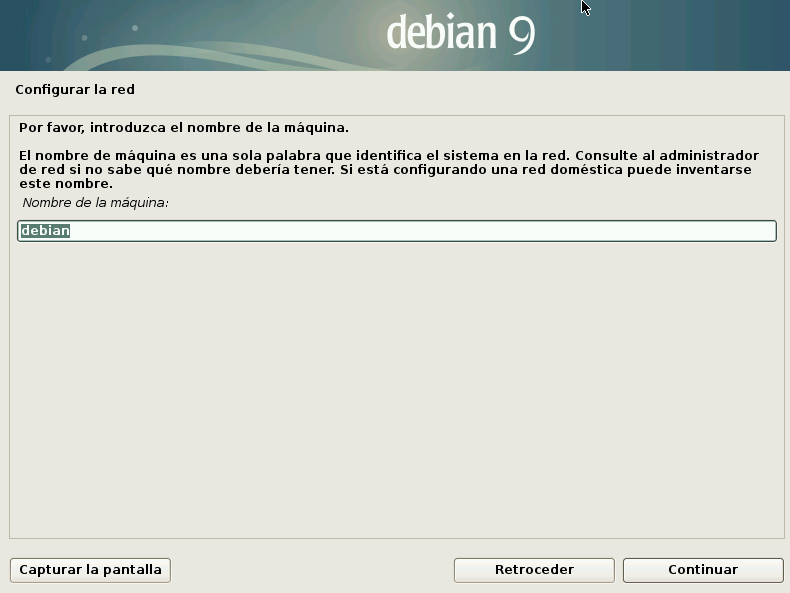 debian 9
Configurar la red
Por favor, introduzca el nombre de la máquina.
El nombre de máquina es una sola palabra que identifica el sistema en la red. Consulte al administrador
de red si no sabe qué nombre debería tener. Si está configurando una red doméstica puede inventarse
este nombre.
Nombre de la máquina:
debian
Capturar la pantalla
Retroceder
Continuar